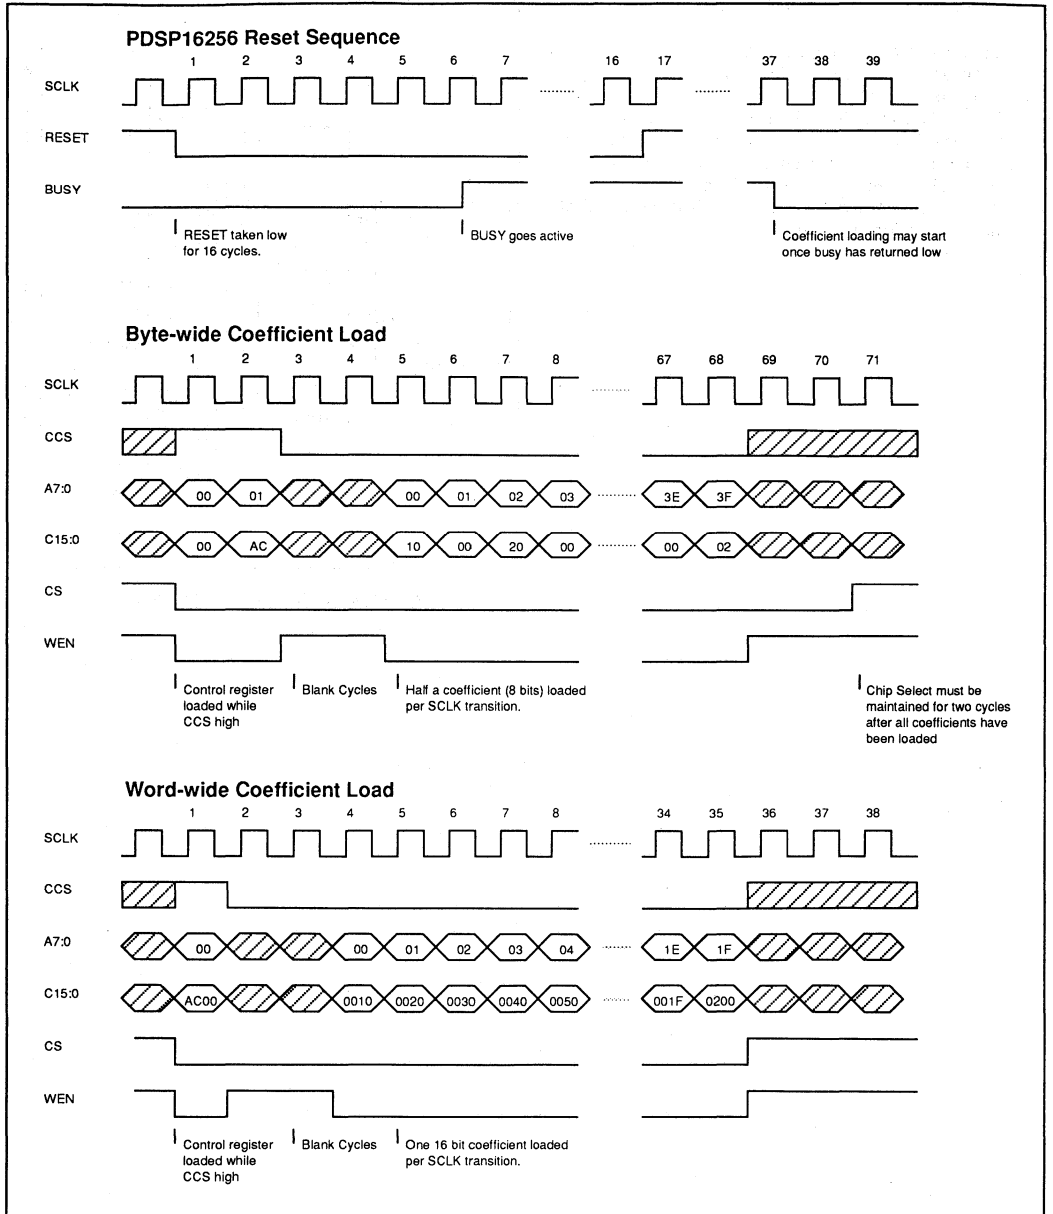 PDSP16256 Reset Sequence
1 2 3 4 5 6 7 16 17 37 38 39
SCLK
RESET
BUSY
RESET taken low
for 16 cycles.
BUSY goes active
Coefficient loading may start
once busy has returned low
Byte-wide Coefficient Load
1 2 3 4 5 6 7 8 67 68 69 70 71
SCLK
CCS
A7:0 00 01 00 01 02 03 3E 3F
C15:0 00 AC 10 00 20 00 00 02
CS
WEN
Control register
loaded while
CCS high
Blank Cycles
Half a coefficient (8 bits) loaded
per SCLK transition.
Chip Select must be
maintained for two cycles
after all coefficients have
been loaded
Word-wide Coefficient Load
1 2 3 4 5 6 7 8 34 35 36 37 38
SCLK
CCS
A7:0 00 00 01 02 03 04 1E 1F
C15:0 AC00 0010 0020 0030 0040 0050 001F 0200
CS
WEN
Control register
loaded while
CCS high
Blank Cycles
One 16 bit coefficient loaded
per SCLK transition.